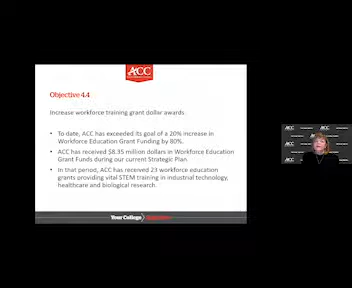 ACC
Objective 4.4
Increase workforce training grant dollar awards
• To date, ACC has exceeded its goal of a 20% increase in
Workforce Education Grant Funding by 80%.
• ACC has received $8.35 million dollars in Workforce Education
Grant Funds during our current Strategic Plan.
• In that period, ACC has received 23 workforce education
grants providing vital STEM training in industrial technology,
healthcare and biological research.
Your College
ACC
ACC
ACC